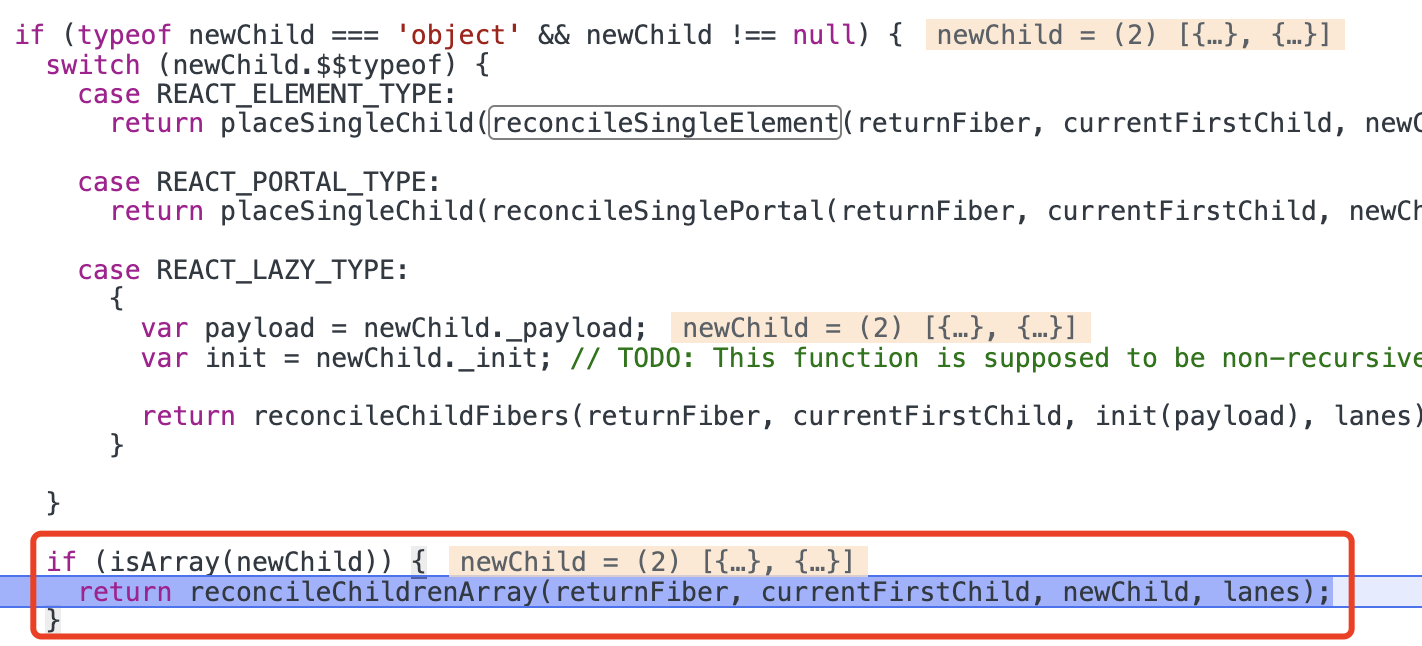 if (typeof newChild === 'object' && newChild !== null) { newChild = (2) [{…}, {…}]
switch (newChild.$$typeof) {
case REACT_ELEMENT_TYPE:
return placeSingleChild(reconcileSingleElement(returnFiber, currentFirstChild, newC
case REACT_PORTAL_TYPE:
return placeSingleChild(reconcileSinglePortal(returnFiber, currentFirstChild, newCh
case REACT_LAZY_TYPE:
{
var payload = newChild._payload; newChild = (2) [{…}, {…}]
var init = newChild._init; // TODO: This function is supposed to be non-recursive
return reconcileChildFibers(returnFiber, currentFirstChild, init(payload), lanes)
}
}
if (isArray(newChild)) { newChild = (2) [{…}, {…}]
return reconcileChildrenArray(returnFiber, currentFirstChild, newChild, lanes);
}